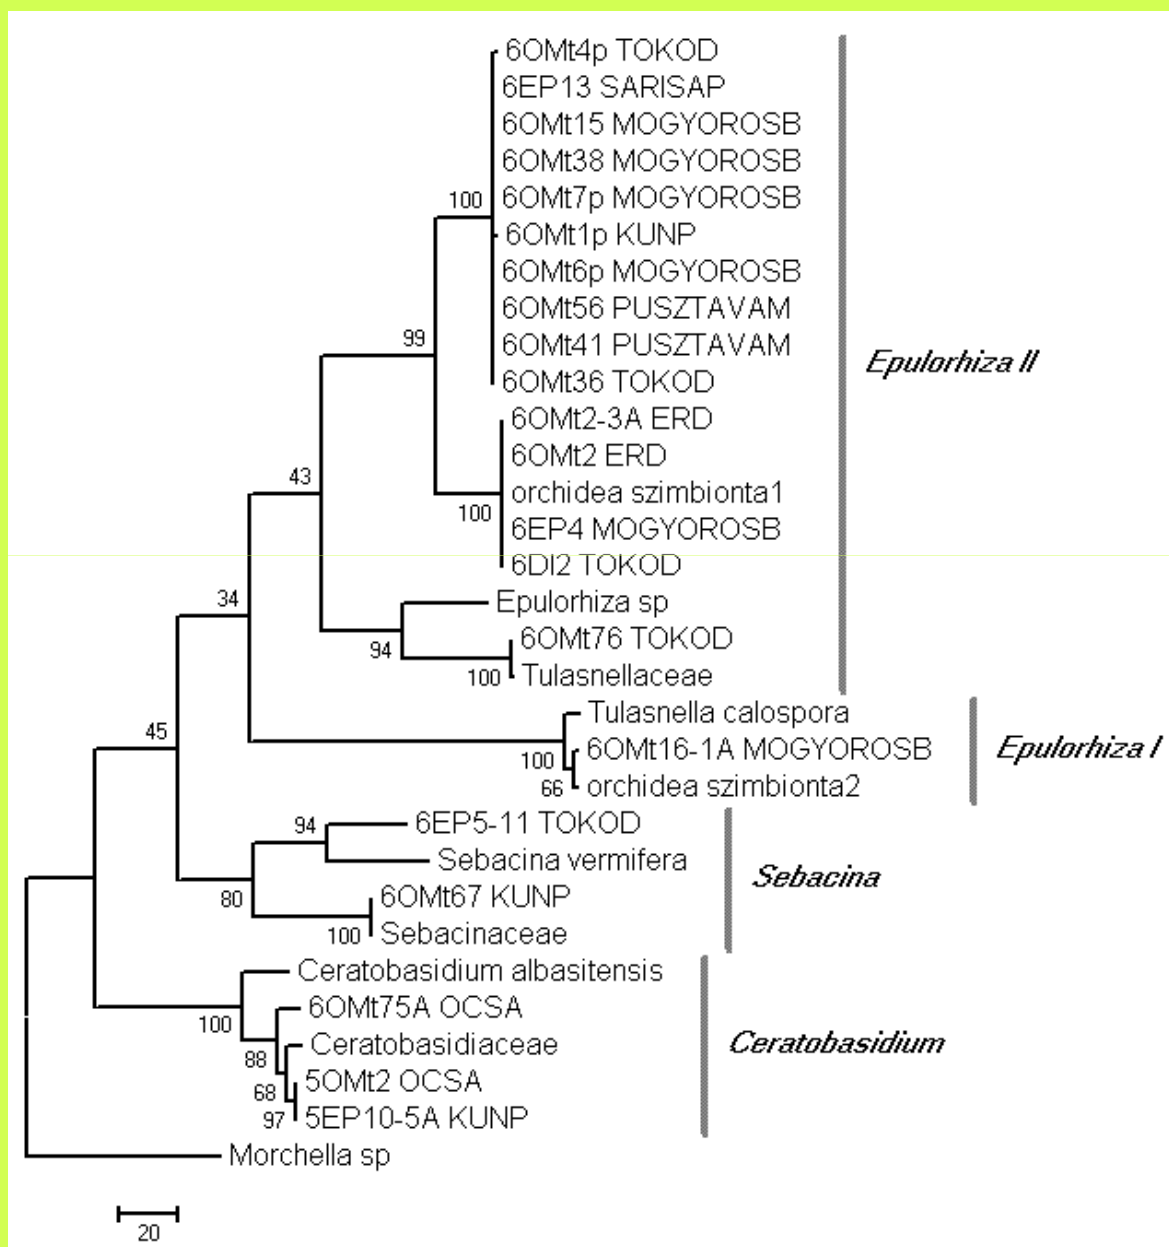 6OMt4p TOKOD
6EP13 SARISAP
6OMt15 MOGYOROSB
6OMt38 MOGYOROSB
100
6OMt7p MOGYOROSB
6OMt1p KUNP
6OMt6p MOGYOROSB
6OMt56 PUSZTAVAM
99
6OMt41 PUSZTAVAM
Epulorhiza II
6OMt36 TOKOD
6OMt2-3A ERD
6OMt2 ERD
43
orchidea szimbionta1
100
6EP4 MOGYOROSB
6DI2 TOKOD
34
Epulorhiza sp
94
6OMt76 TOKOD
100
Tulasnellaceae
Tulasnella calospora
45
100
6OMt16-1A MOGYOROSB
Epulorhiza I
66
orchidea szimbionta2
94
6EP5-11 TOKOD
Sebacina vermifera
Sebacina
80
6OMt67 KUNP
100
Sebacinaceae
Ceratobasidium albasitensis
100
6OMt75A OCSA
88
Ceratobasidiaceae
Ceratobasidium
68
5OMt2 OCSA
97
5EP10-5A KUNP
Morchella sp
20